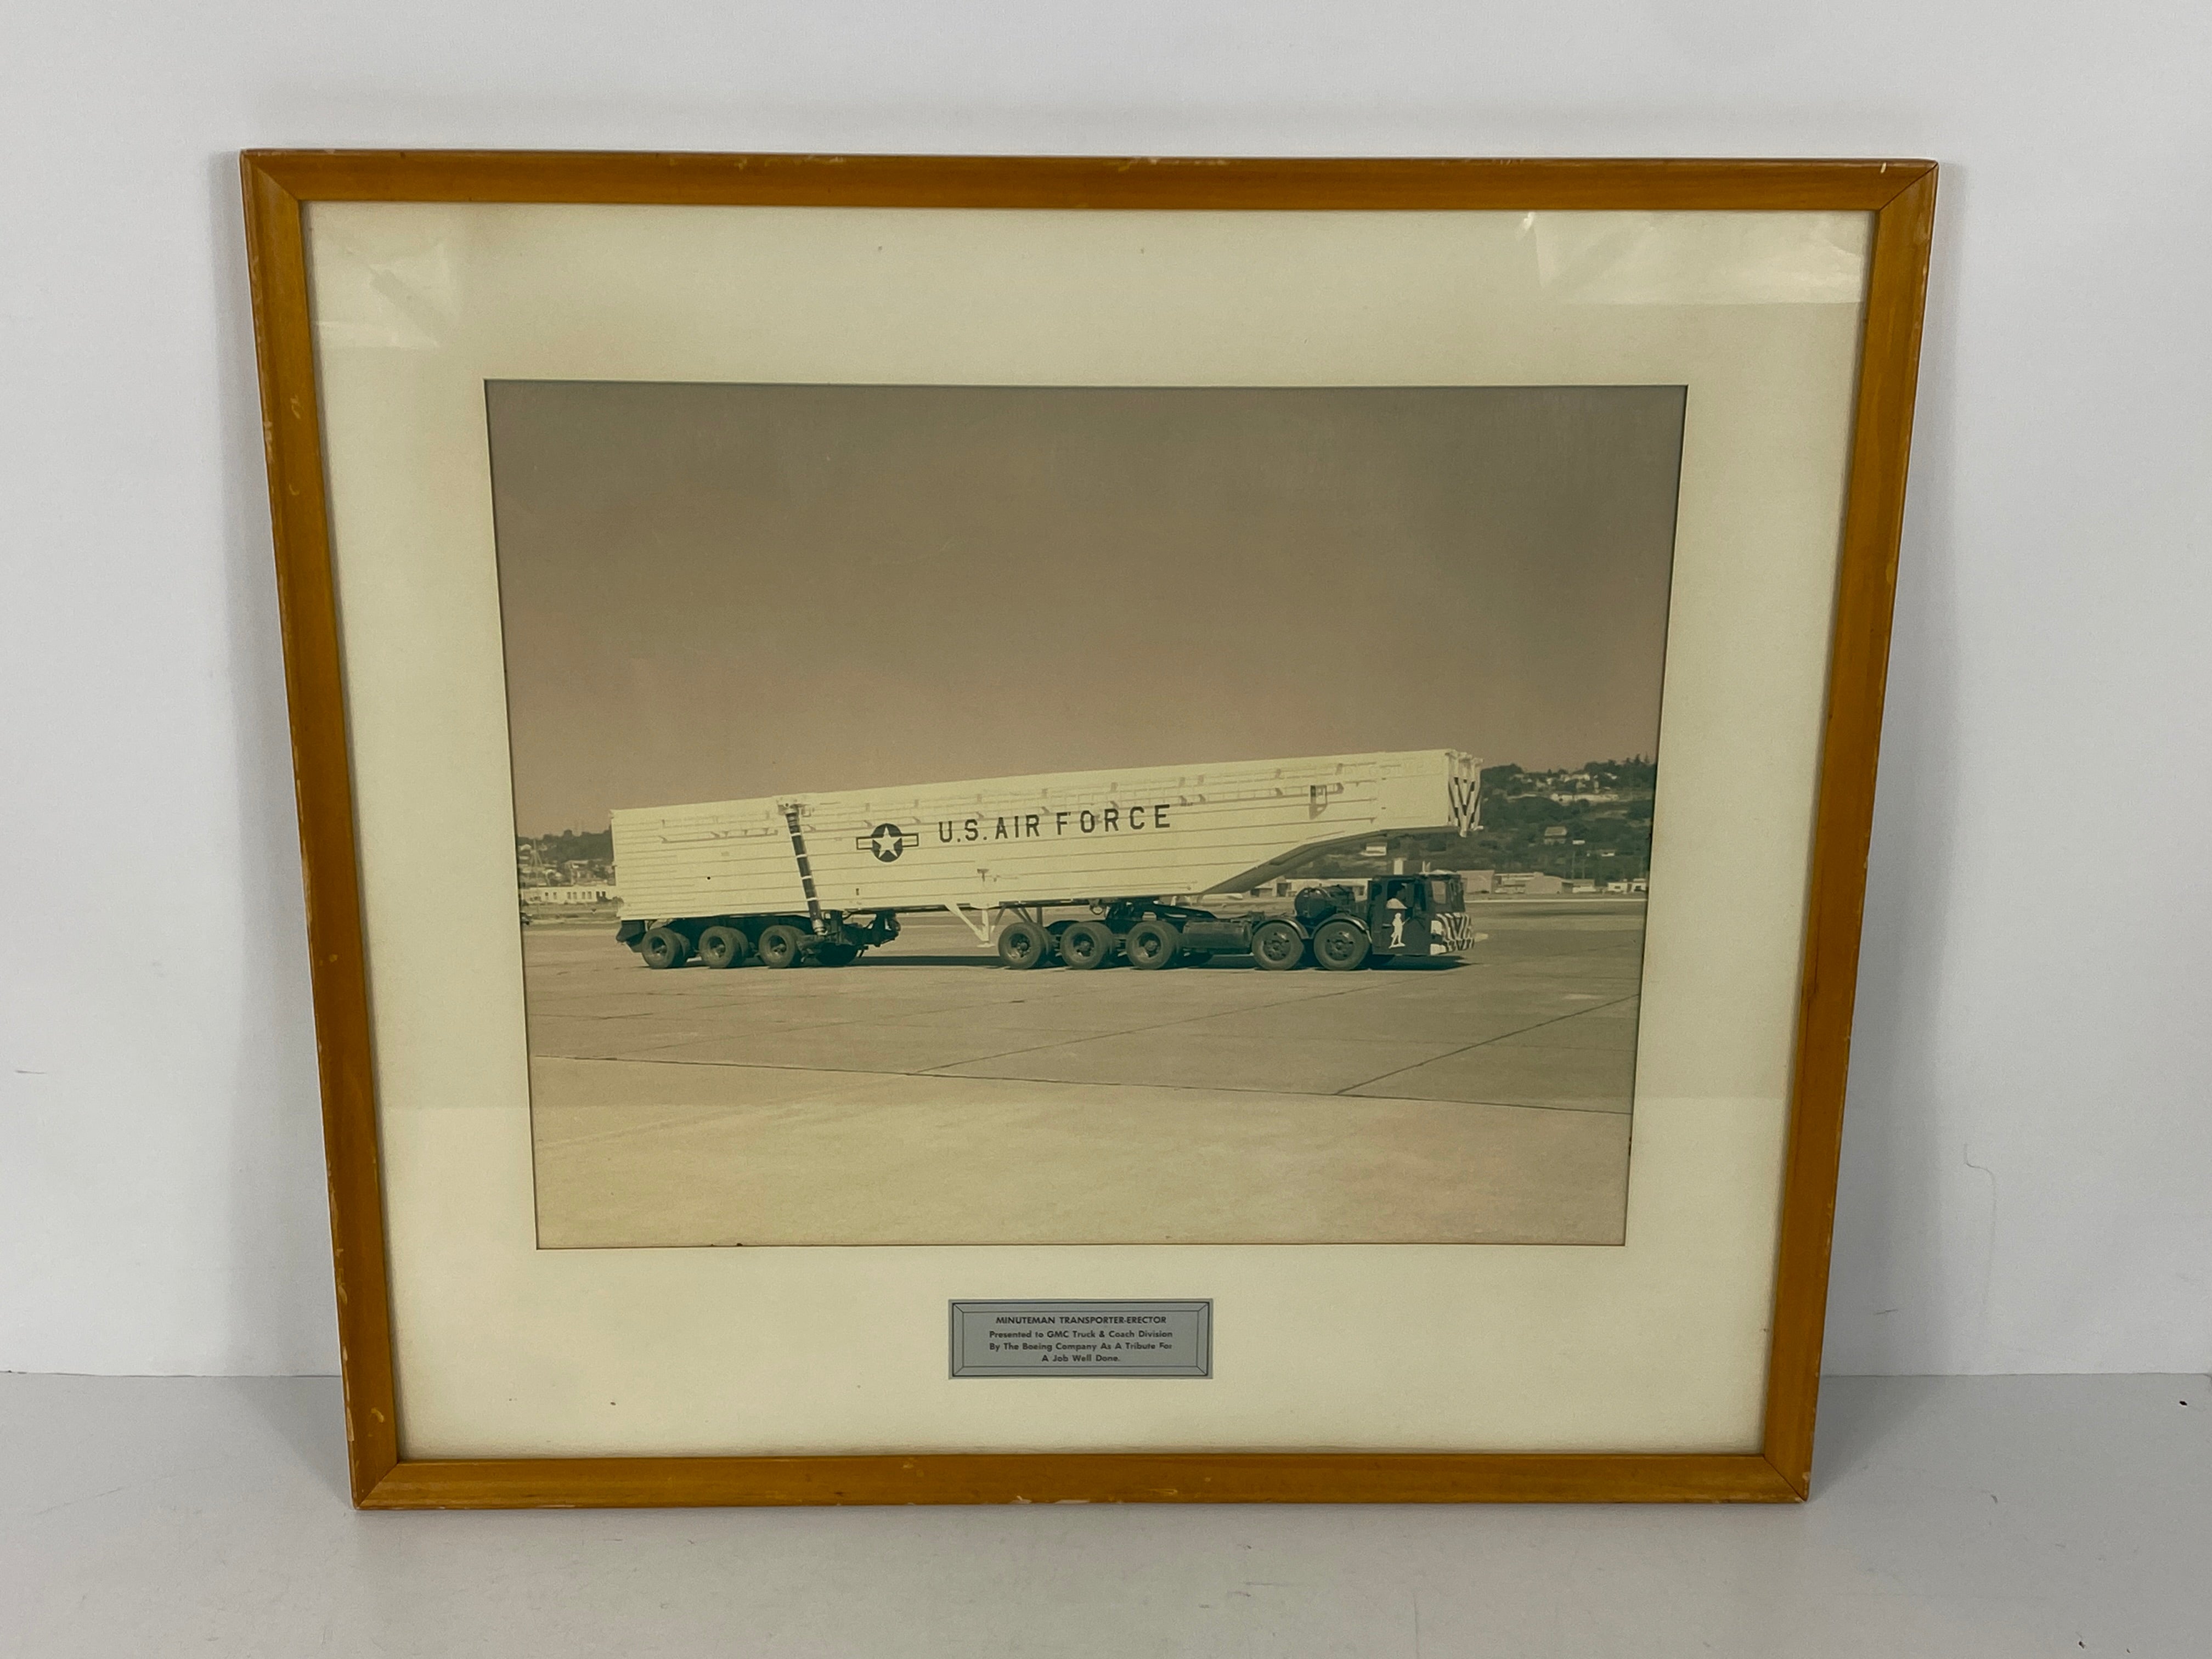 U.S. AIR FORCE
MINUTEMAN TRANSPORTER-ERECTOR
Presented to GMC Truck & Coach Division
By The Boeing Company As A Tribute For
A Job Well Done.